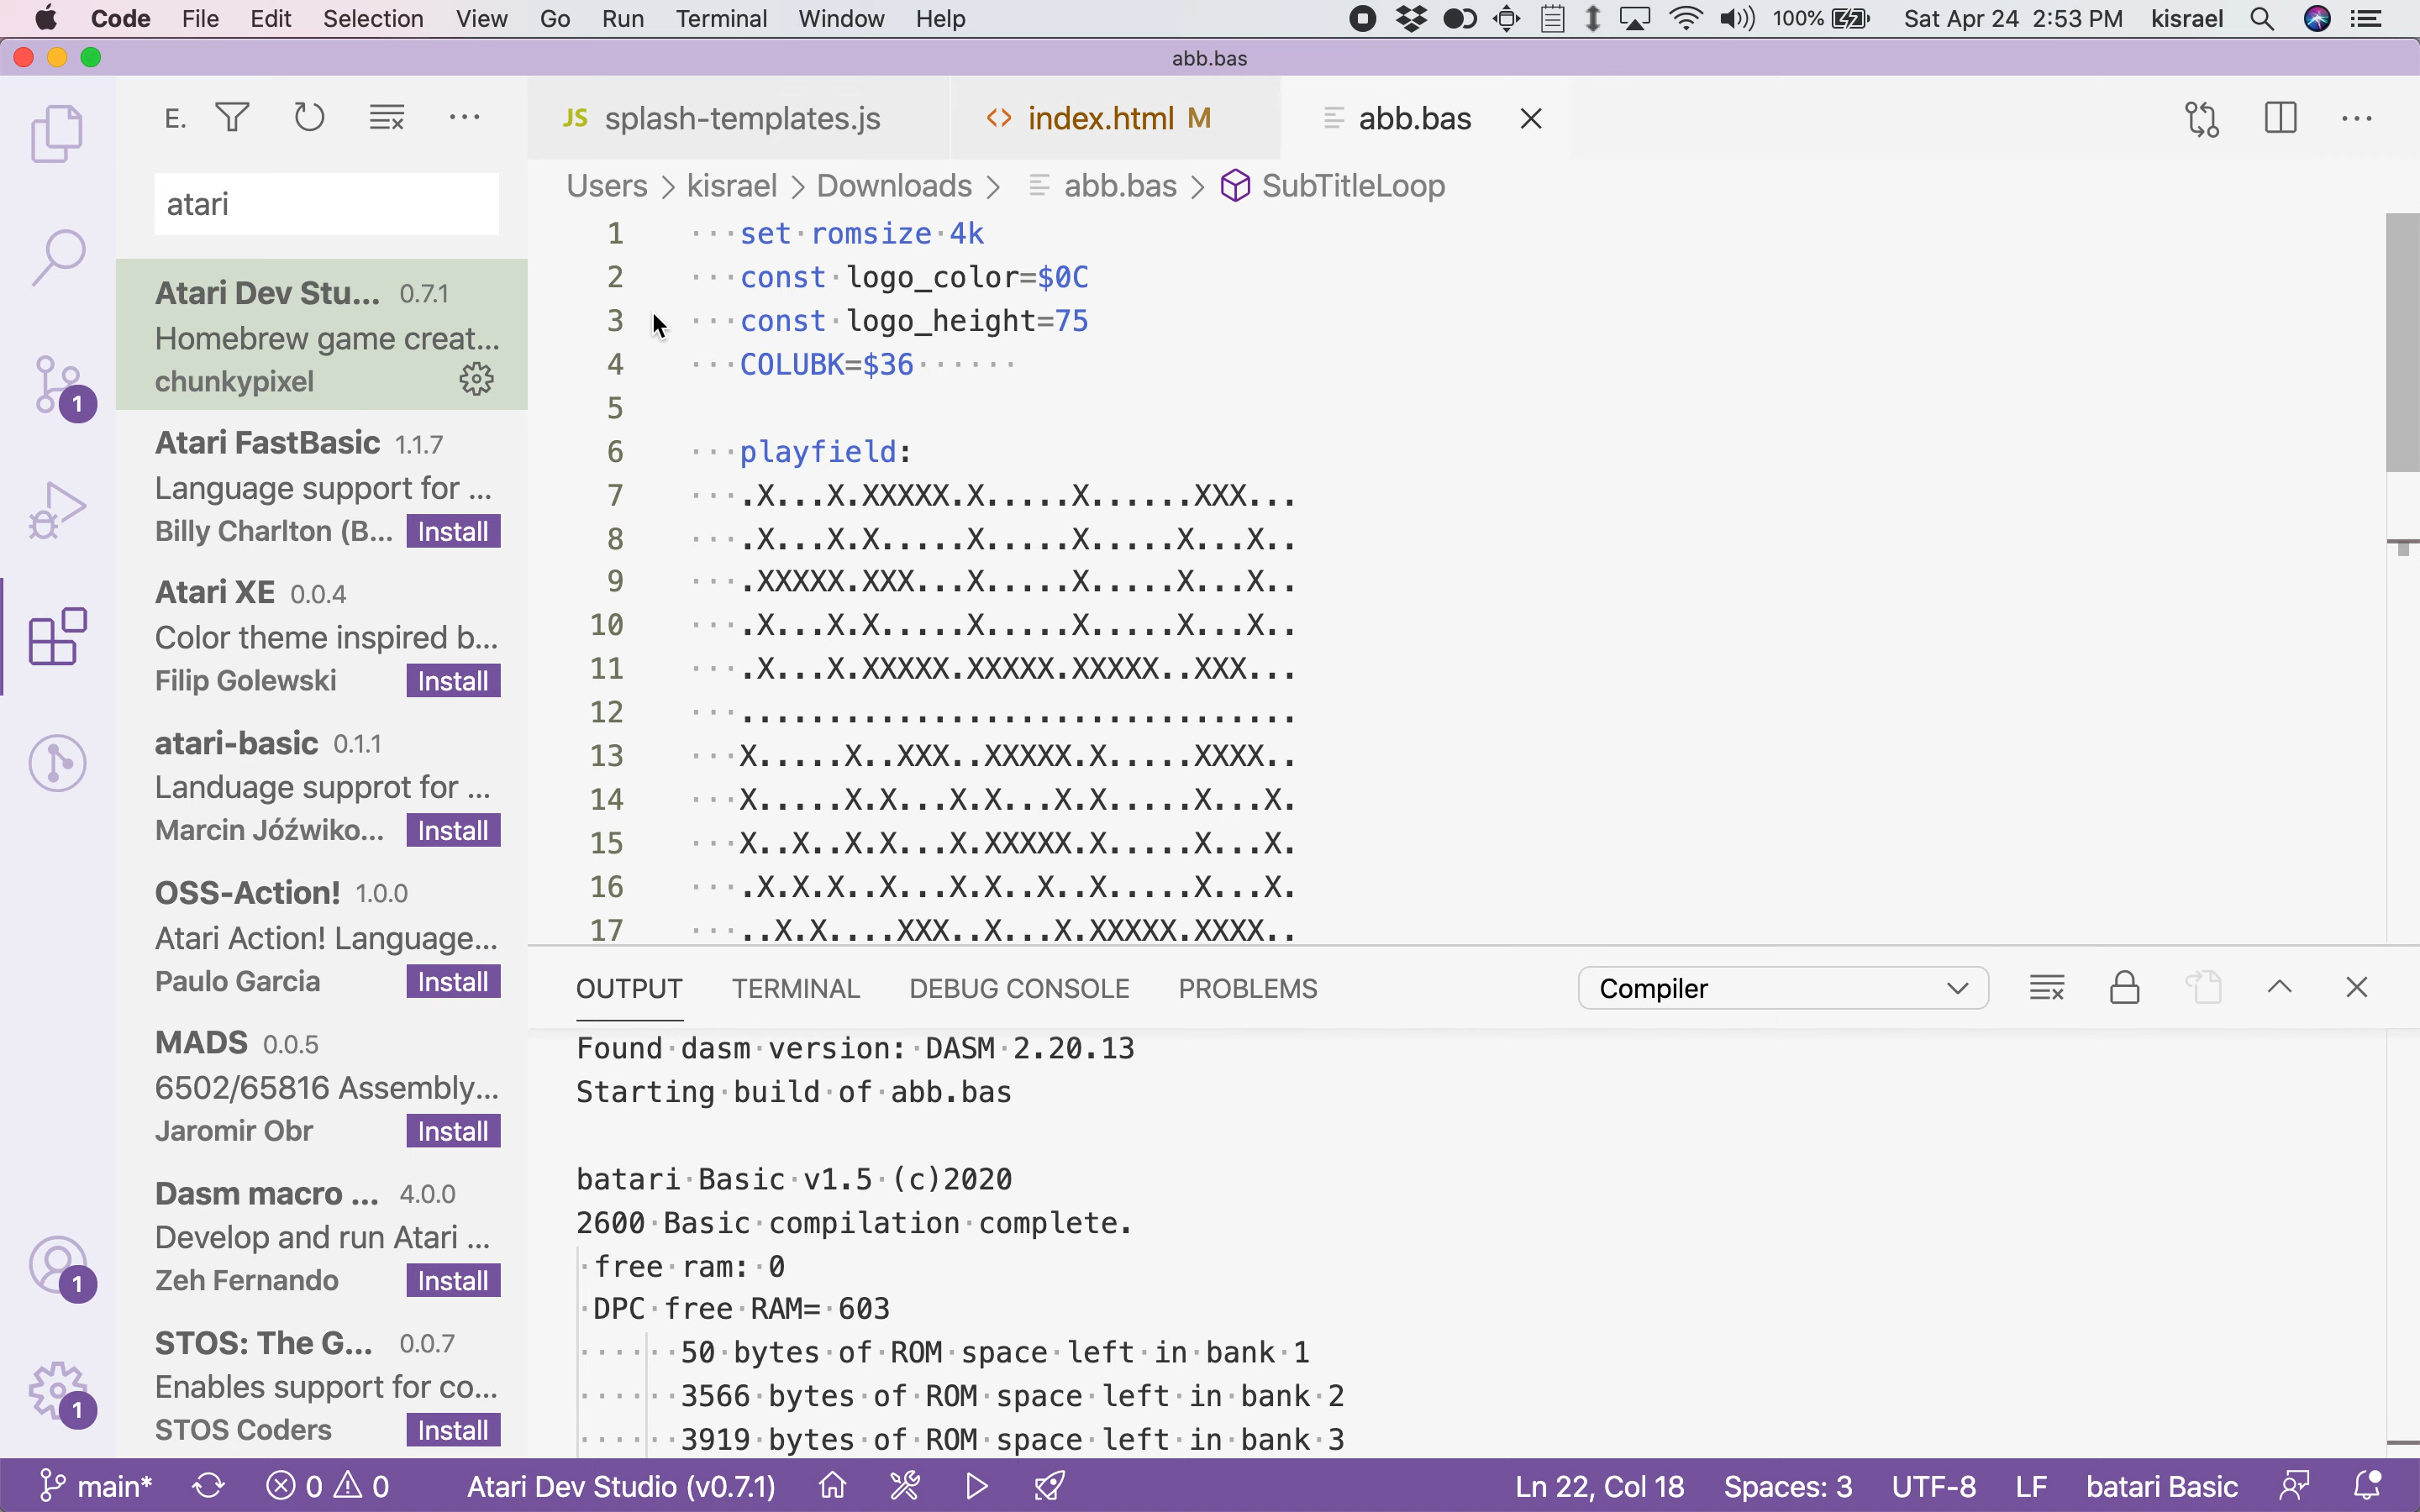 Code File Edit Selection View Go Run Terminal Window Help 100% Sat Apr 24 2:53 PM kisrael
abb.bas
E.
atari
Atari Dev Stu... 0.7.1
Homebrew game creat...
chunkypixel
Atari FastBasic 1.1.7
Language support for ...
Billy Charlton (B... Install
Atari XE 0.0.4
Color theme inspired b...
Filip Golewski Install
atari-basic 0.1.1
Landuage supprot for ...
Marcin Jóźwiko... Install
OSS-Action! 1.0.0
Atari Action! Language...
Paulo Garcia Install
MADS 0.0.5
6502/65816 Assembly...
Jaromir Obr Install
Dasm macro ... 4.0.0
Develop and run Atari ...
Zeh Fernando Install
STOS: The G... 0.0.7
Enables support for co...
STOS Coders Install
1
1
1
JS splash-templates.js <> index.html M abb.bas
Users > kisrael > Downloads > abb.bas > SubTitleLoop
1 set romsize 4k
2 const logo_color=$0C
3 const logo_height=75
4 COLUBK=$36
5
6 playfield:
7 .X...X.XXXXX.X.....X......XXX...
8 .X...X.X.....X.....X.....X...X..
9 .XXXXX.XXX...X.....X.....X...X..
10 .X...X.X.....X.....X.....X...X..
11 .X...X.XXXXX.XXXXX.XXXXX..XXX...
12 ................................
13 X.....X..XXX..XXXXX.X.....XXXX..
14 X.....X.X...X.X...X.X.....X...X.
15 X..X..X.X...X.XXXXX.X.....X...X.
16 .X.X.X..X...X.X..X..X.....X...X.
17 ..X.X....XXX..X...X.XXXXX.XXXX..
OUTPUT TERMINAL DEBUG CONSOLE PROBLEMS Compiler
Found dasm version: DASM 2.20.13
Starting build of abb.bas
batari Basic v1.5 (c)2020
2600 Basic compilation complete.
free ram: 0
DPC free RAM= 603
50 bytes of ROM space left in bank 1
3566 bytes of ROM space left in bank 2
3919 bytes of ROM space left in bank 3
main* 0 0 Atari Dev Studio (v0.7.1) Ln 22, Col 18 Spaces: 3 UTF-8 LF batari Basic